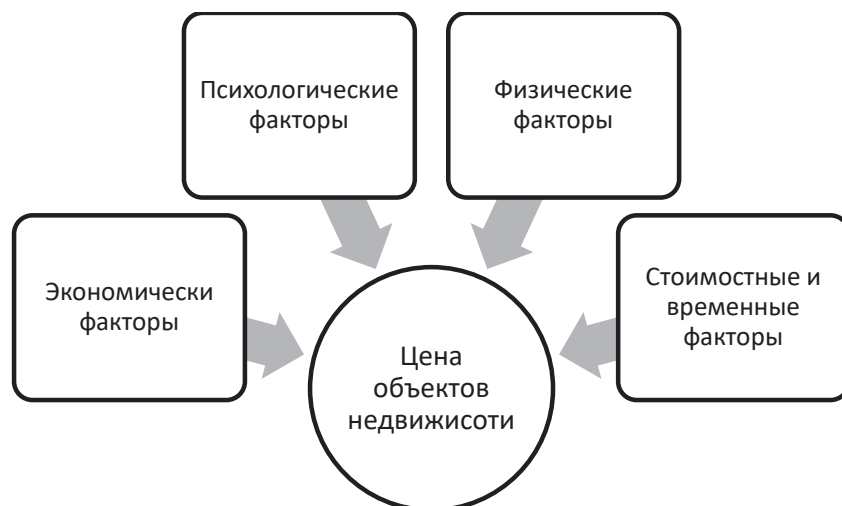 Психологические
факторы
Физические
факторы
Экономически
факторы
Стоимостные и
временные
факторы
Цена
объектов
недвижисоти